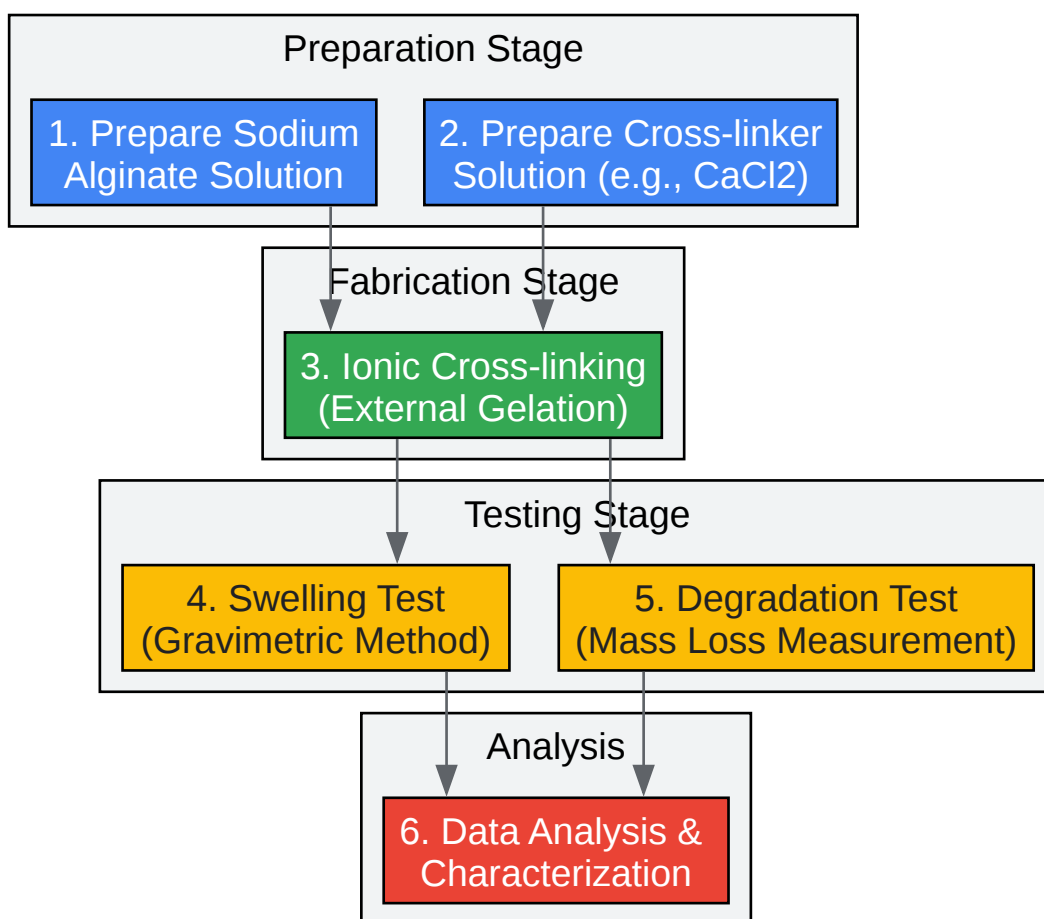 Preparation Stage
1. Prepare Sodium
Alginate Solution
2. Prepare Cross-linker
Solution (e.g., CaCl2)
Fabrication Stage
3. Ionic Cross-linking
(External Gelation)
Testing Stage
4. Swelling Test
(Gravimetric Method)
5. Degradation Test
(Mass Loss Measurement)
Analysis
6. Data Analysis &
Characterization